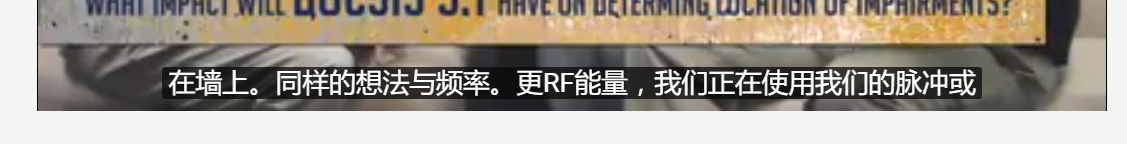 WHAT IMPACT WILL DOCSIS 3.1 HAVE ON DETERMING LOCATION OF IMPAIRMENTS?
在墙上。同样的想法与频率。更RF能量，我们正在使用我们的脉冲或